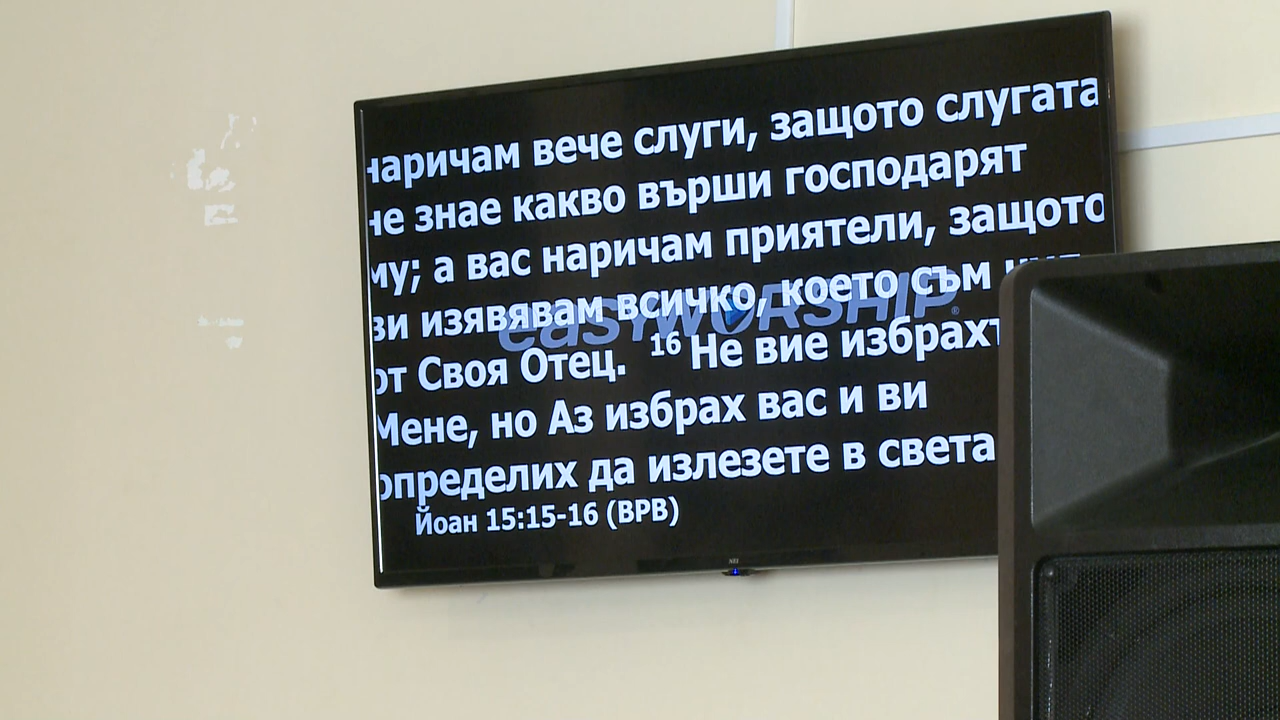 наричам вече слуги, защото слугата
не знае какво върши господарят
му; а вас наричам приятели, защото
ви изявявам всичко, което съм
easyWORSHIP®
от Своя Отец. 16 Не вие избрахт
Мене, но Аз избрах вас и ви
определих да излезете в света
Йоан 15:15-16 (ВРВ)
NEI